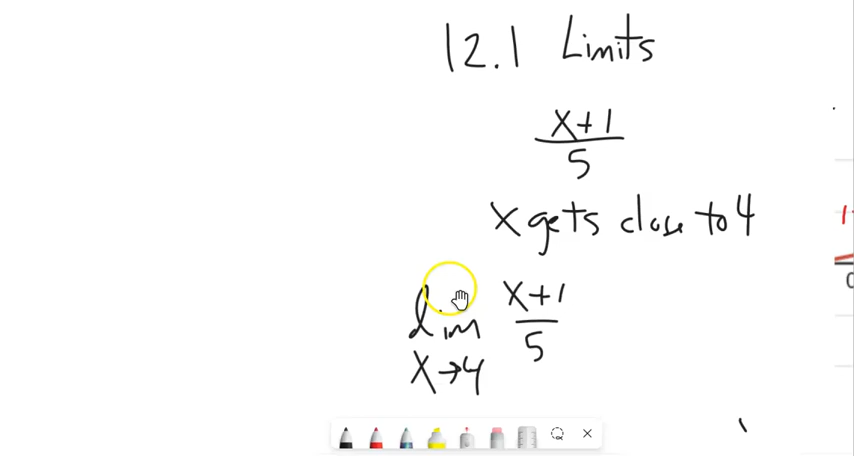 12.1 Limits
x+1
5
x gets close to 4
lim x+1
x→4 5